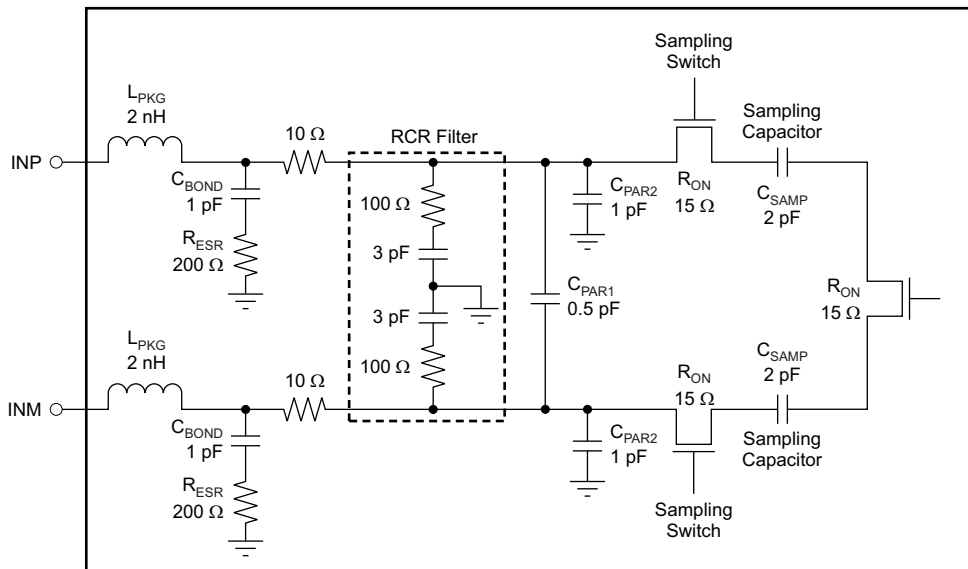 Sampling
Switch
L_PKG
2 nH
Sampling
Capacitor
10 Ω
RCR Filter
INP
C_BOND
1 pF
100 Ω
C_PAR2
1 pF
R_ON
15 Ω
C_SAMP
2 pF
R_ESR
200 Ω
3 pF
C_PAR1
0.5 pF
R_ON
15 Ω
3 pF
L_PKG
2 nH
C_SAMP
2 pF
100 Ω
10 Ω
R_ON
15 Ω
INM
C_BOND
1 pF
C_PAR2
1 pF
Sampling
Capacitor
R_ESR
200 Ω
Sampling
Switch